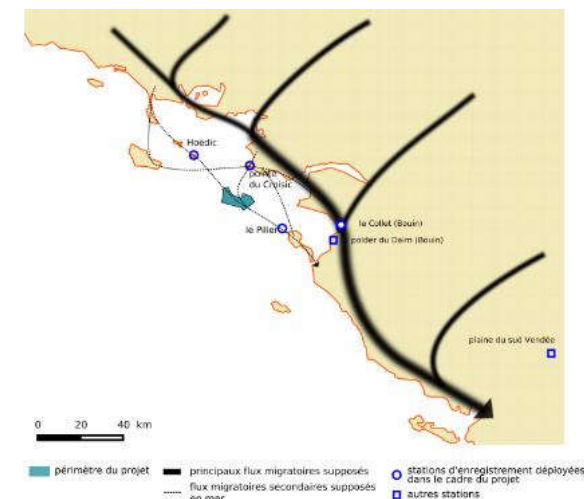 Hoedic
pointe
du Croisic
le Pilier
le Collet (Bouin)
polder du Daim (Bouin)
plaine du sud Vendée
0 20 40 km
périmètre du projet
principaux flux migratoires supposés
flux migratoires secondaires supposés
en mer
stations d'enregistrement déployées
dans le cadre du projet
autres stations